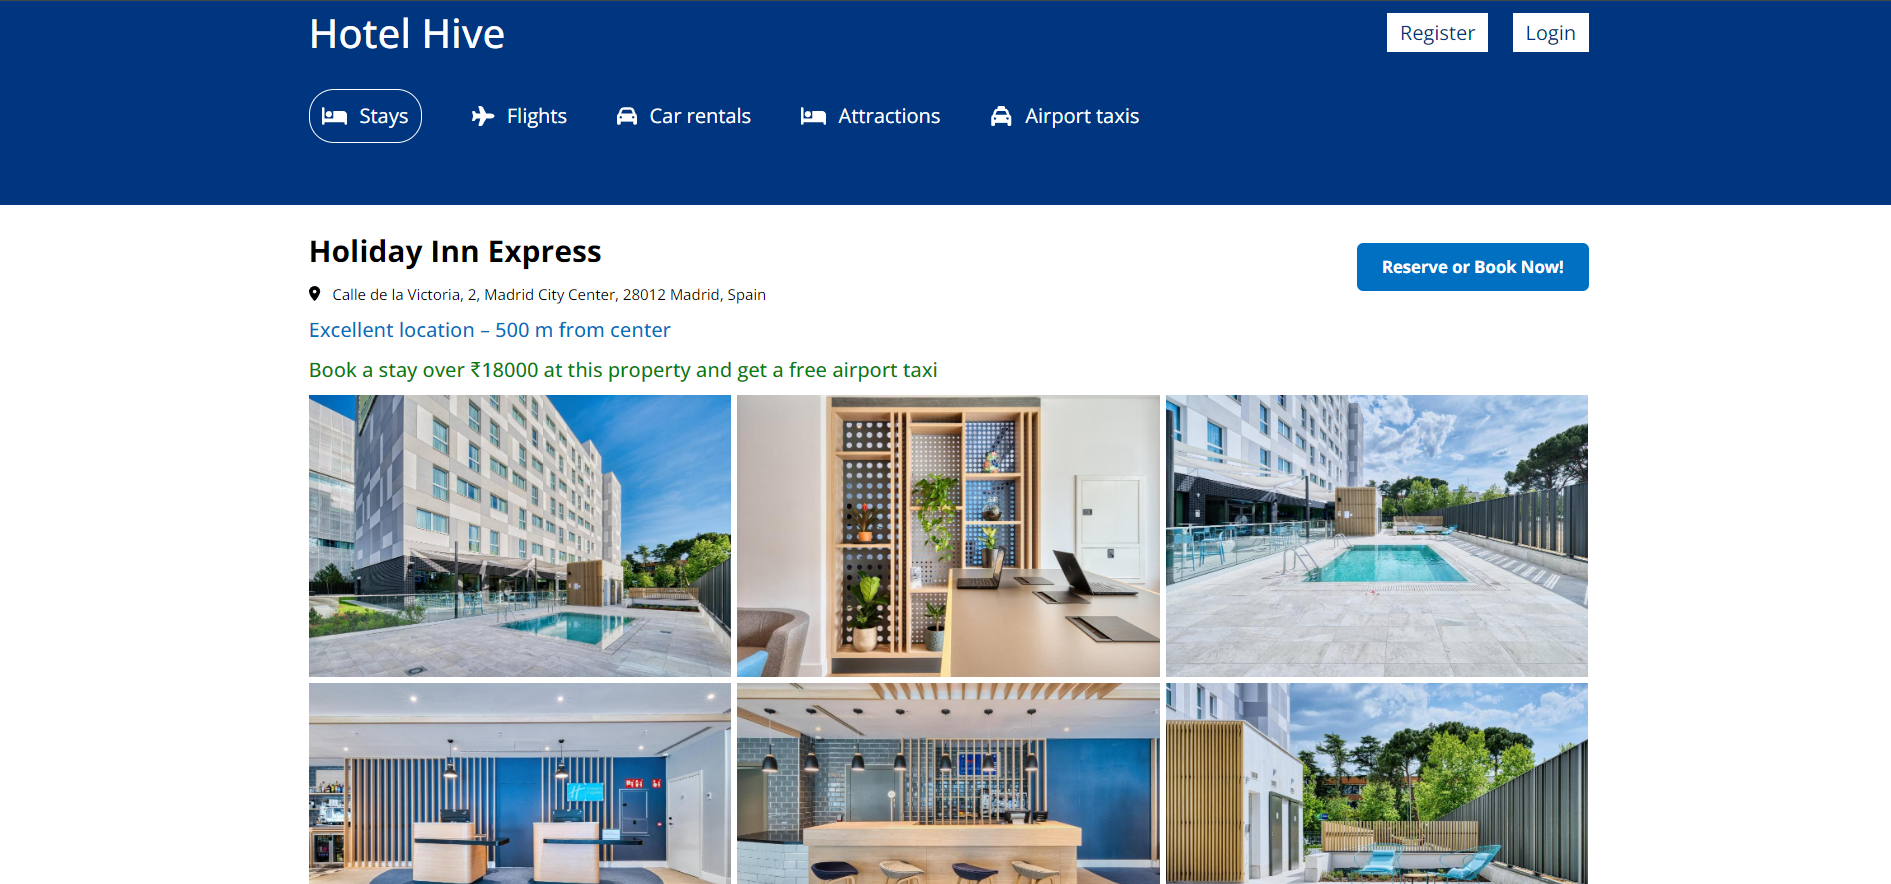 Hotel Hive
Register
Login
Stays
Flights
Car rentals
Attractions
Airport taxis
Holiday Inn Express
Reserve or Book Now!
Calle de la Victoria, 2, Madrid City Center, 28012 Madrid, Spain
Excellent location – 500 m from center
Book a stay over ₹18000 at this property and get a free airport taxi